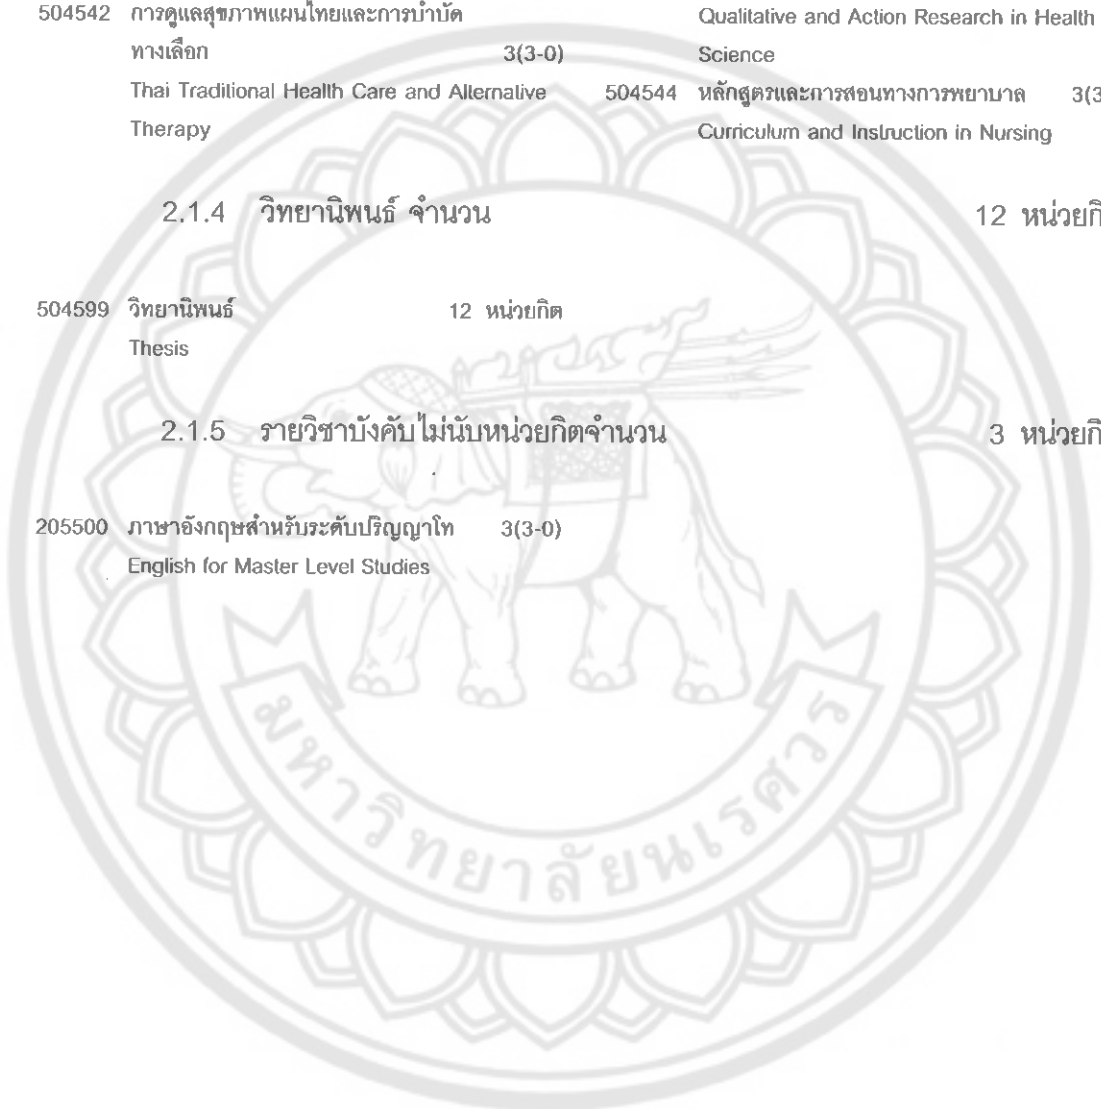 504542 การดูแลสุขภาพแผนไทยและการบำบัด
ทางเลือก 3(3-0)
Thai Traditional Health Care and Alternative
Therapy
Qualitative and Action Research in Health
Science
504544 หลักสูตรและการสอนทางการพยาบาล 3(3
Curriculum and Instruction in Nursing
2.1.4 วิทยานิพนธ์ จำนวน 12 หน่วยกิ
504599 วิทยานิพนธ์ 12 หน่วยกิต
Thesis
2.1.5 รายวิชาบังคับไม่นับหน่วยกิตจำนวน 3 หน่วยกิ
205500 ภาษาอังกฤษสำหรับระดับปริญญาโท 3(3-0)
English for Master Level Studies
มหาวิทยาลัยนเรศวร